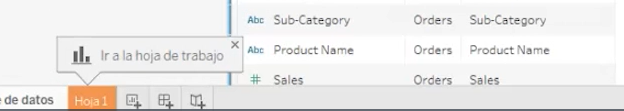 Abc Sub-Category Orders Sub-Category
Ir a la hoja de trabajo
Abc Product Name Orders Product Name
# Sales Orders Sales
de datos Hoja 1